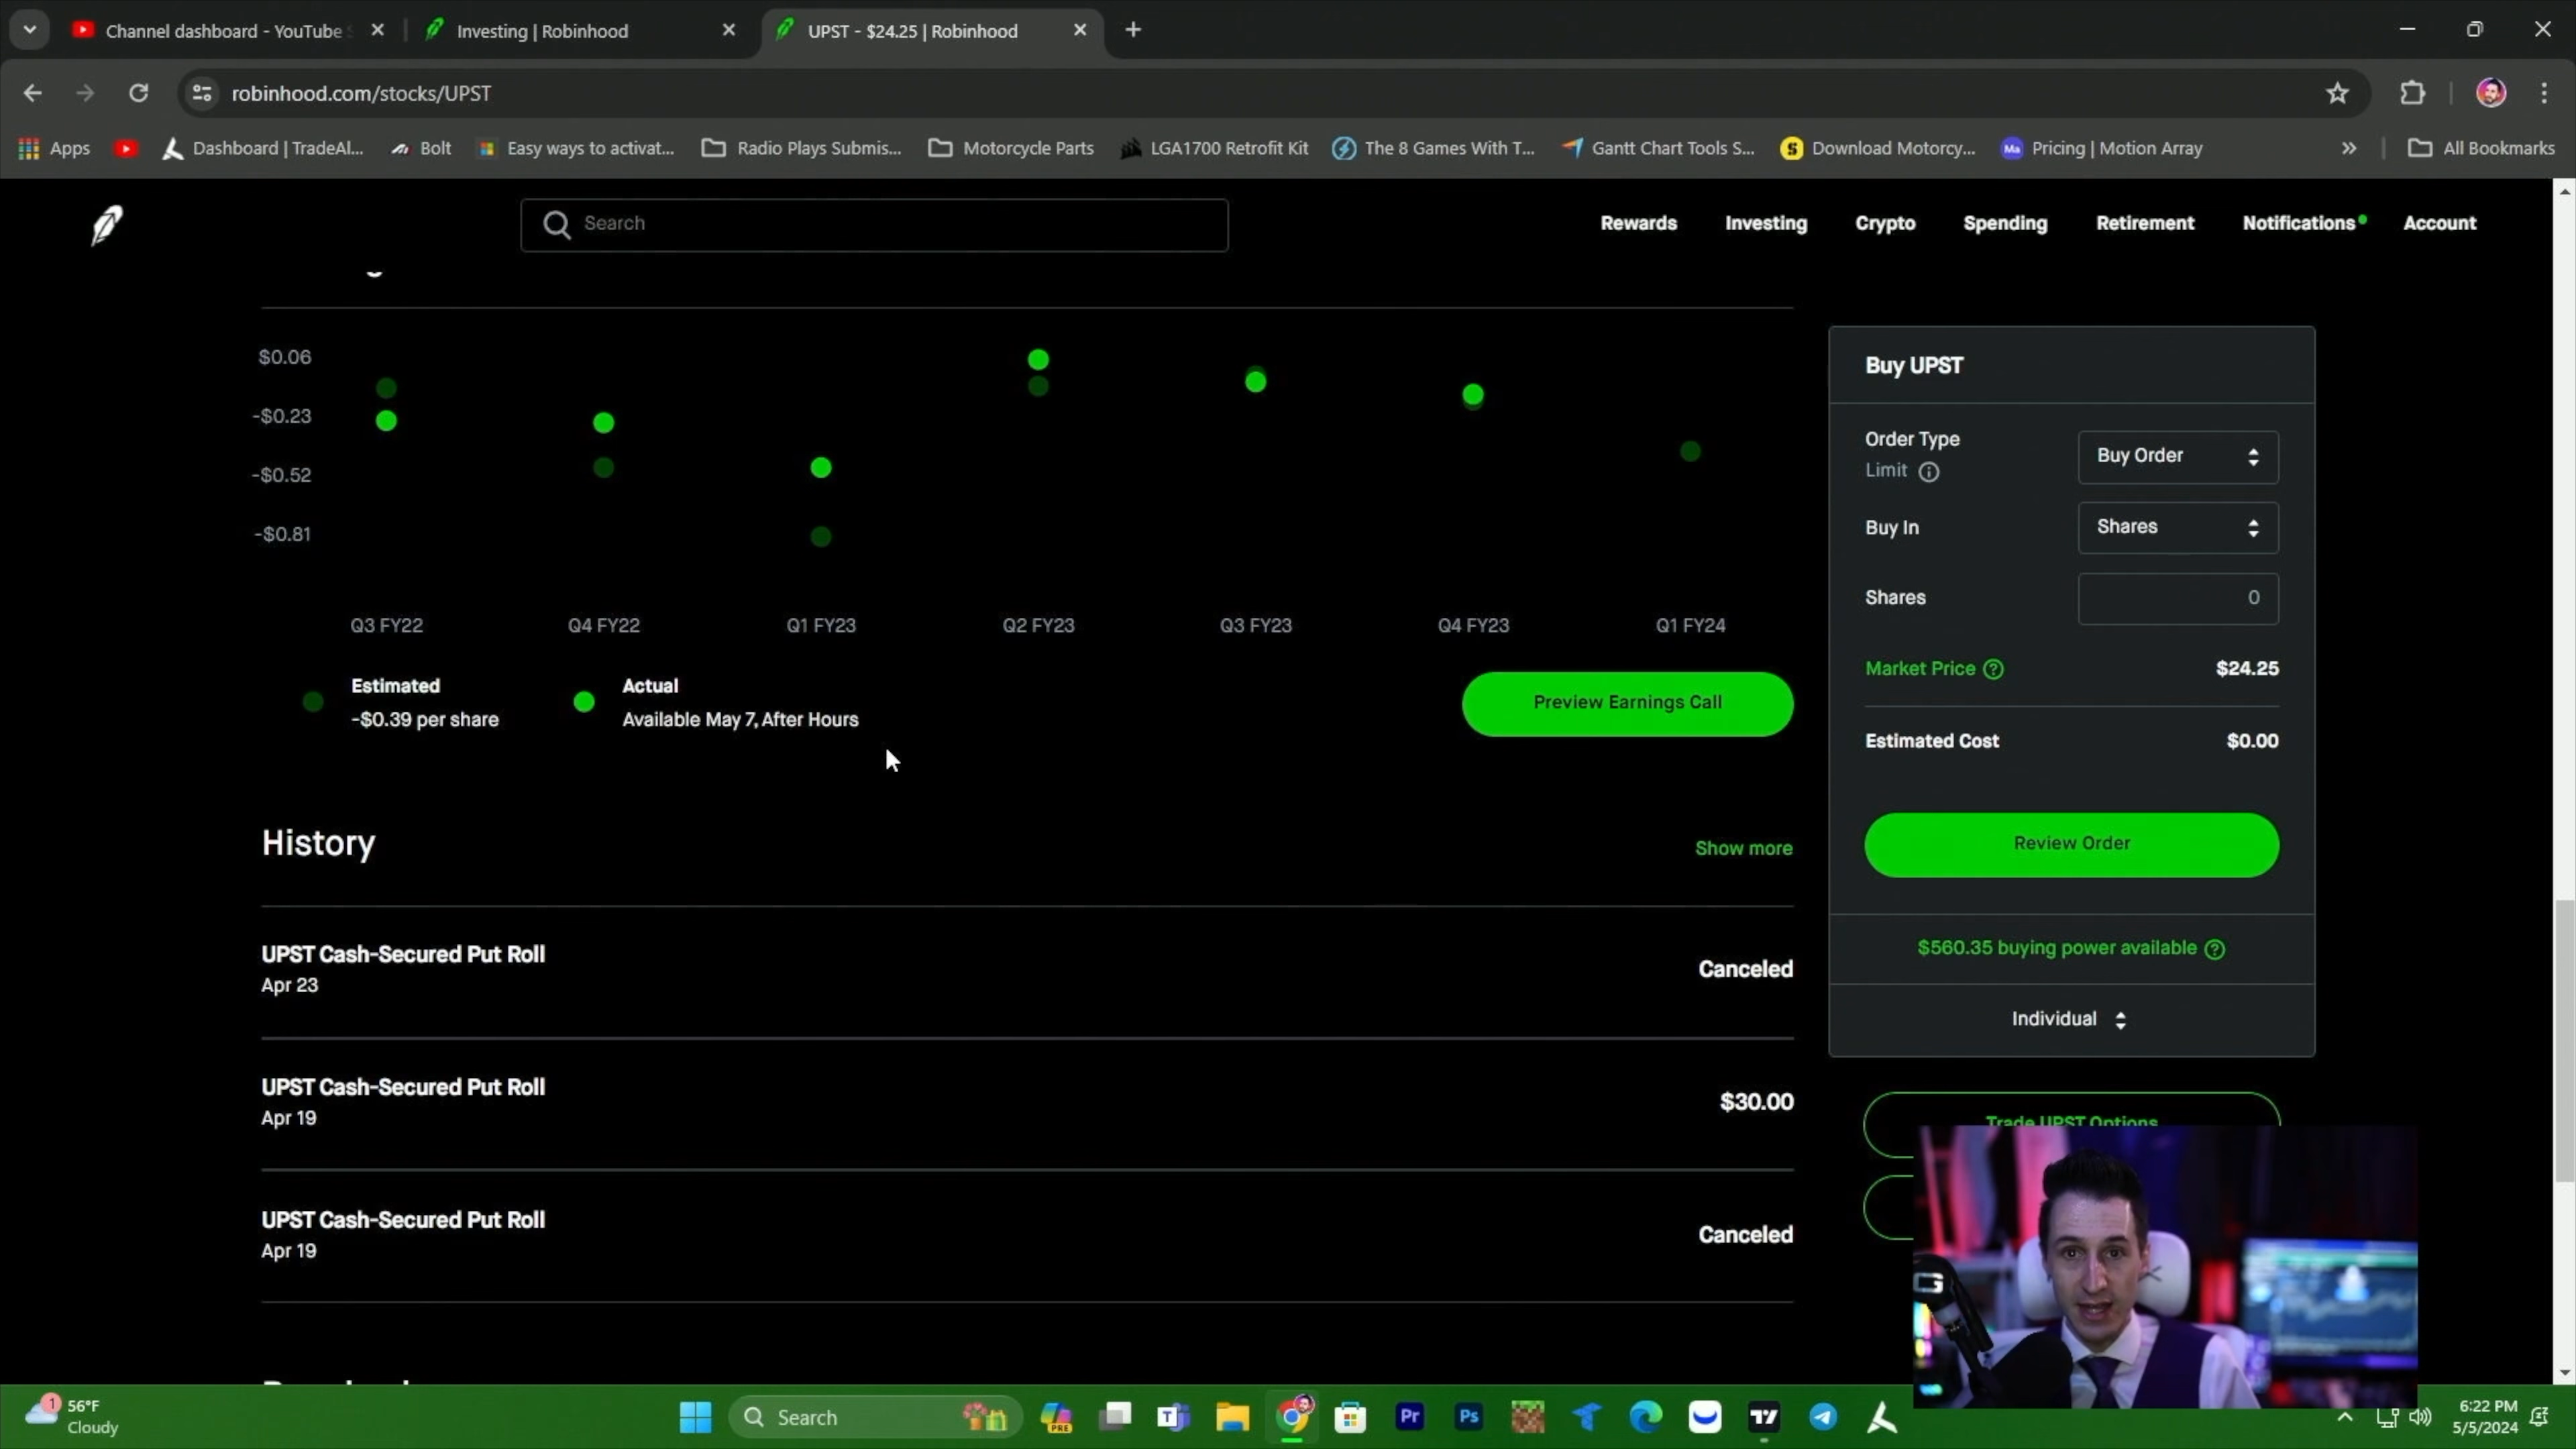 Channel dashboard - YouTube S
Investing | Robinhood
UPST - $24.25 | Robinhood
robinhood.com/stocks/UPST
Apps
Dashboard | TradeAl...
Bolt
Easy ways to activat...
Radio Plays Submis...
Motorcycle Parts
LGA1700 Retrofit Kit
The 8 Games With T...
Gantt Chart Tools S...
Download Motorcy...
Ma Pricing | Motion Array
All Bookmarks
Search
Rewards
Investing
Crypto
Spending
Retirement
Notifications
Account
$0.06
-$0.23
-$0.52
-$0.81
Q3 FY22
Q4 FY22
Q1 FY23
Q2 FY23
Q3 FY23
Q4 FY23
Q1 FY24
Estimated
-$0.39 per share
Actual
Available May 7, After Hours
Preview Earnings Call
History
Show more
UPST Cash-Secured Put Roll
Apr 23
Canceled
UPST Cash-Secured Put Roll
Apr 19
$30.00
UPST Cash-Secured Put Roll
Apr 19
Canceled
Buy UPST
Order Type
Limit
Buy Order
Buy In
Shares
Shares
0
Market Price
$24.25
Estimated Cost
$0.00
Review Order
$560.35 buying power available
Individual
Trade UPST Options
1
56°F
Cloudy
Search
PRE
T
Pr
Ps
6:22 PM
5/5/2024